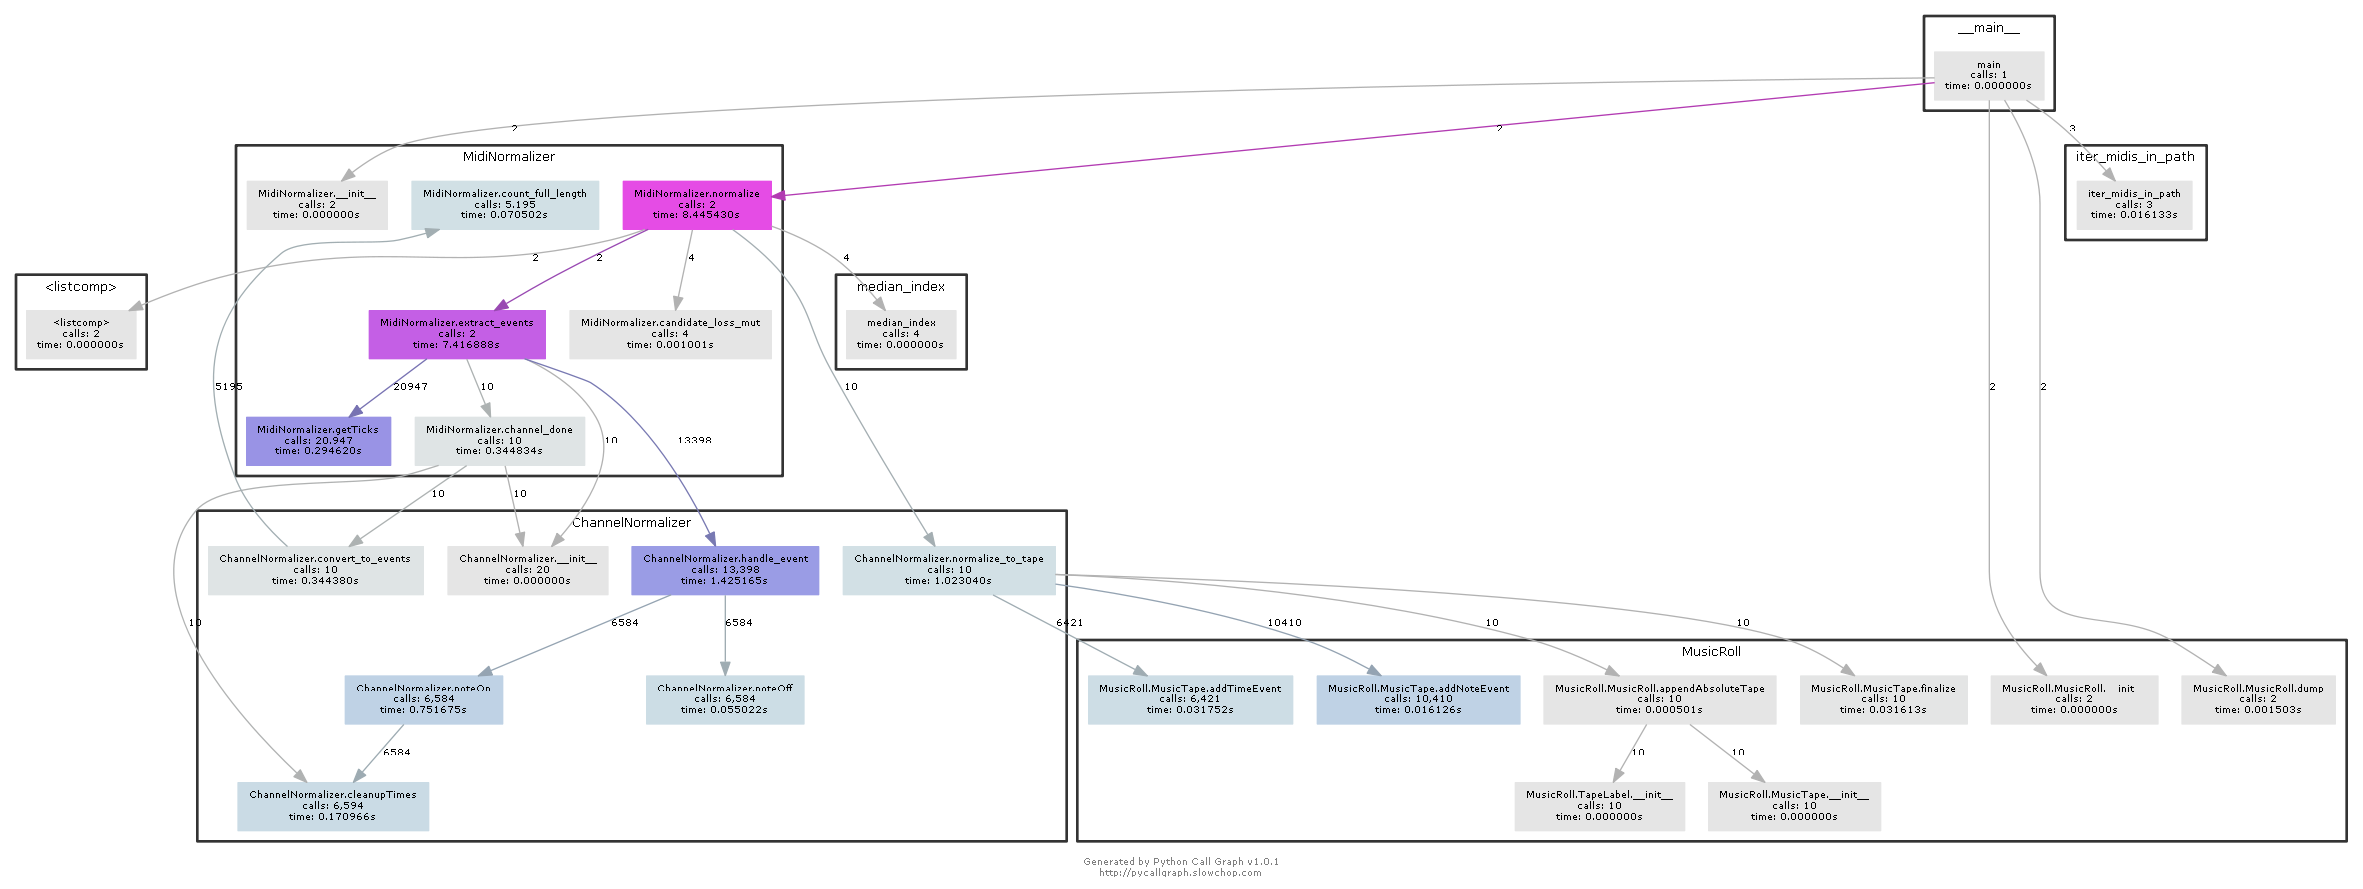 __main__
main
calls: 1
time: 0.000000s
2
2
3
MidiNormalizer
iter_midis_in_path
MidiNormalizer.__init__
calls: 2
time: 0.000000s
MidiNormalizer.count_full_length
calls: 5,195
time: 0.070502s
MidiNormalizer.normalize
calls: 2
time: 8.445430s
iter_midis_in_path
calls: 3
time: 0.016133s
2
2
4
4
<listcomp>
median_index
<listcomp>
calls: 2
time: 0.000000s
MidiNormalizer.extract_events
calls: 2
time: 7.416888s
MidiNormalizer.candidate_loss_mut
calls: 4
time: 0.001001s
median_index
calls: 4
time: 0.000000s
5195
20947
10
10
2
2
MidiNormalizer.getTicks
calls: 20,947
time: 0.294620s
MidiNormalizer.channel_done
calls: 10
time: 0.344834s
10
13398
10
10
ChannelNormalizer
ChannelNormalizer.convert_to_events
calls: 10
time: 0.344380s
ChannelNormalizer.__init__
calls: 20
time: 0.000000s
ChannelNormalizer.handle_event
calls: 13,398
time: 1.425165s
ChannelNormalizer.normalize_to_tape
calls: 10
time: 1.023040s
10
6584
6584
6421
10410
10
10
MusicRoll
ChannelNormalizer.noteOn
calls: 6,584
time: 0.751675s
ChannelNormalizer.noteOff
calls: 6,584
time: 0.055022s
MusicRoll.MusicTape.addTimeEvent
calls: 6,421
time: 0.031752s
MusicRoll.MusicTape.addNoteEvent
calls: 10,410
time: 0.016126s
MusicRoll.MusicRoll.appendAbsoluteTape
calls: 10
time: 0.000501s
MusicRoll.MusicTape.finalize
calls: 10
time: 0.031613s
MusicRoll.MusicRoll.__init__
calls: 2
time: 0.000000s
MusicRoll.MusicRoll.dump
calls: 2
time: 0.001503s
6584
10
10
ChannelNormalizer.cleanupTimes
calls: 6,594
time: 0.170966s
MusicRoll.TapeLabel.__init__
calls: 10
time: 0.000000s
MusicRoll.MusicTape.__init__
calls: 10
time: 0.000000s
Generated by Python Call Graph v1.0.1
http://pycallgraph.slowchop.com